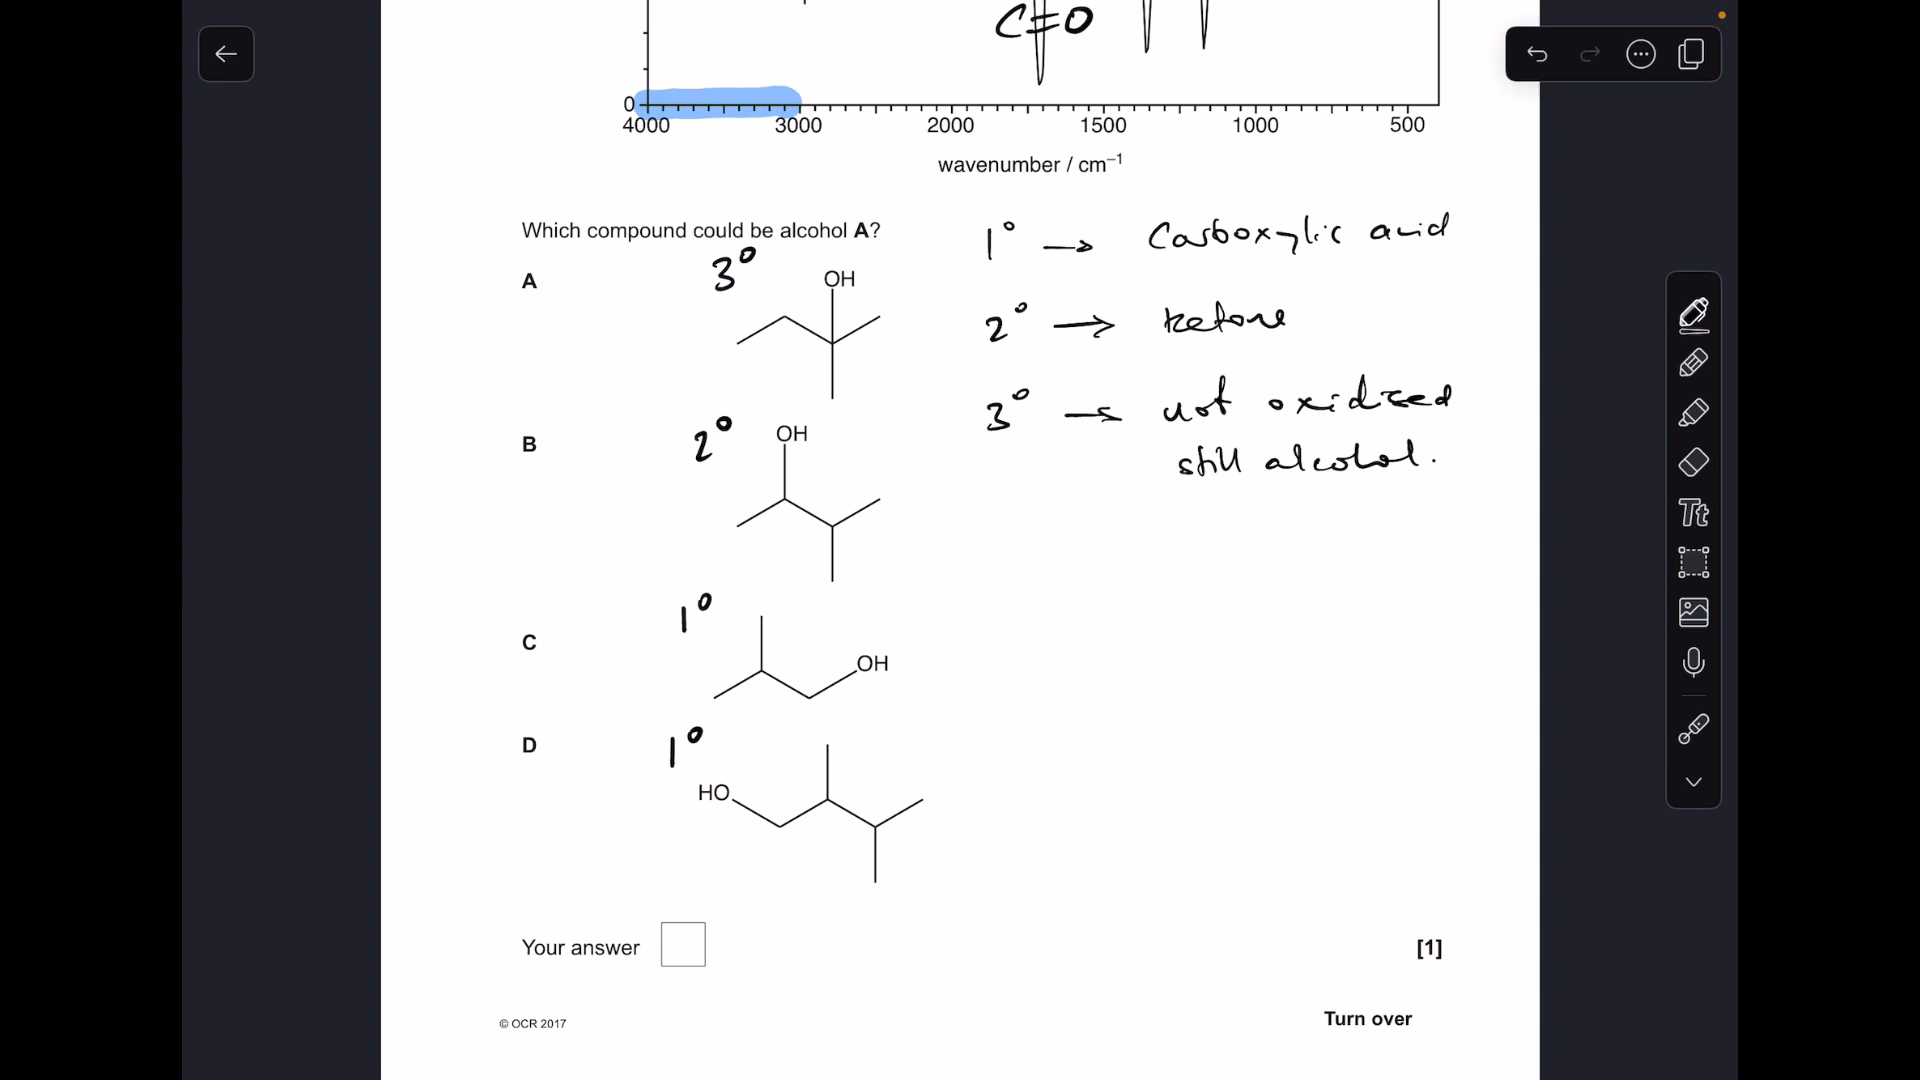 C=O
0
4000 3000 2000 1500 1000 500
wavenumber / cm⁻¹
Which compound could be alcohol A?
1° → Carboxylic acid
A 3° OH
2° → ketone
3° → not oxidized
still alcohol.
B 2° OH
C 1° OH
D 1° HO
Your answer [1]
© OCR 2017
Turn over
Tt